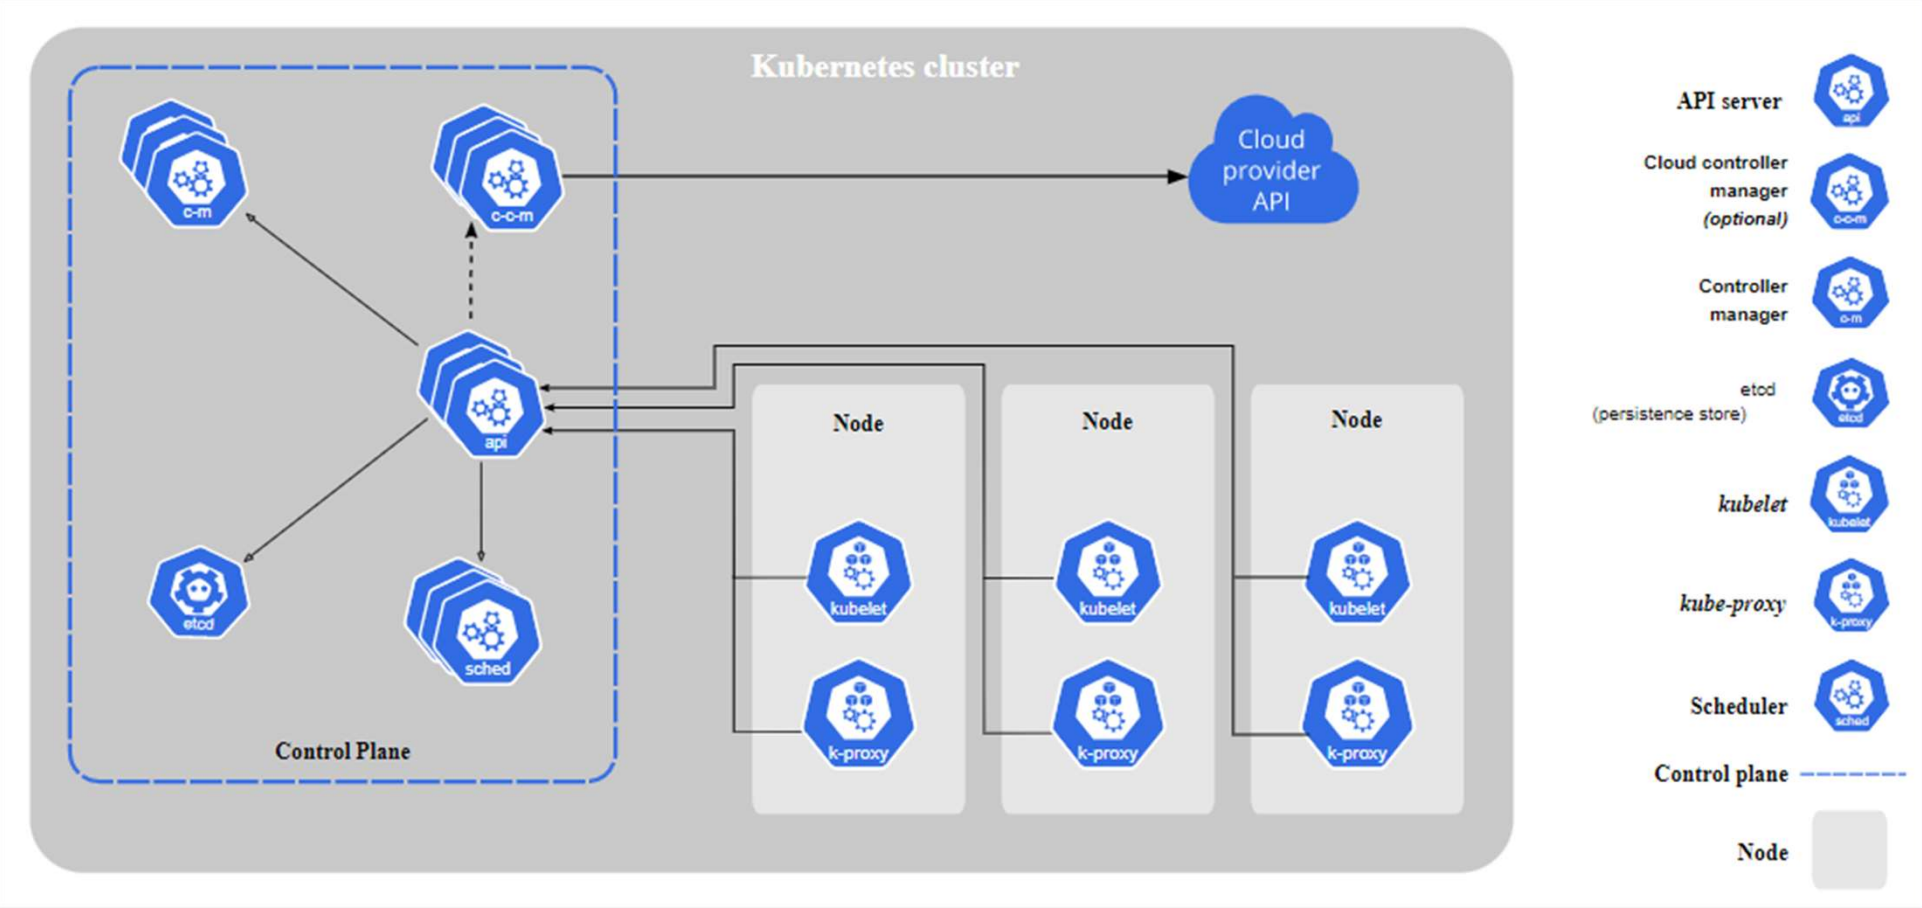 Kubernetes cluster
c-m
c-c-m
Cloud
provider
API
api
etcd
sched
Control Plane
Node
Node
Node
kubelet
kubelet
kubelet
k-proxy
k-proxy
k-proxy
API server
api
Cloud controller
manager
(optional)
c-c-m
Controller
manager
c-m
etcd
(persistence store)
etcd
kubelet
kubelet
kube-proxy
k-proxy
Scheduler
sched
Control plane
Node